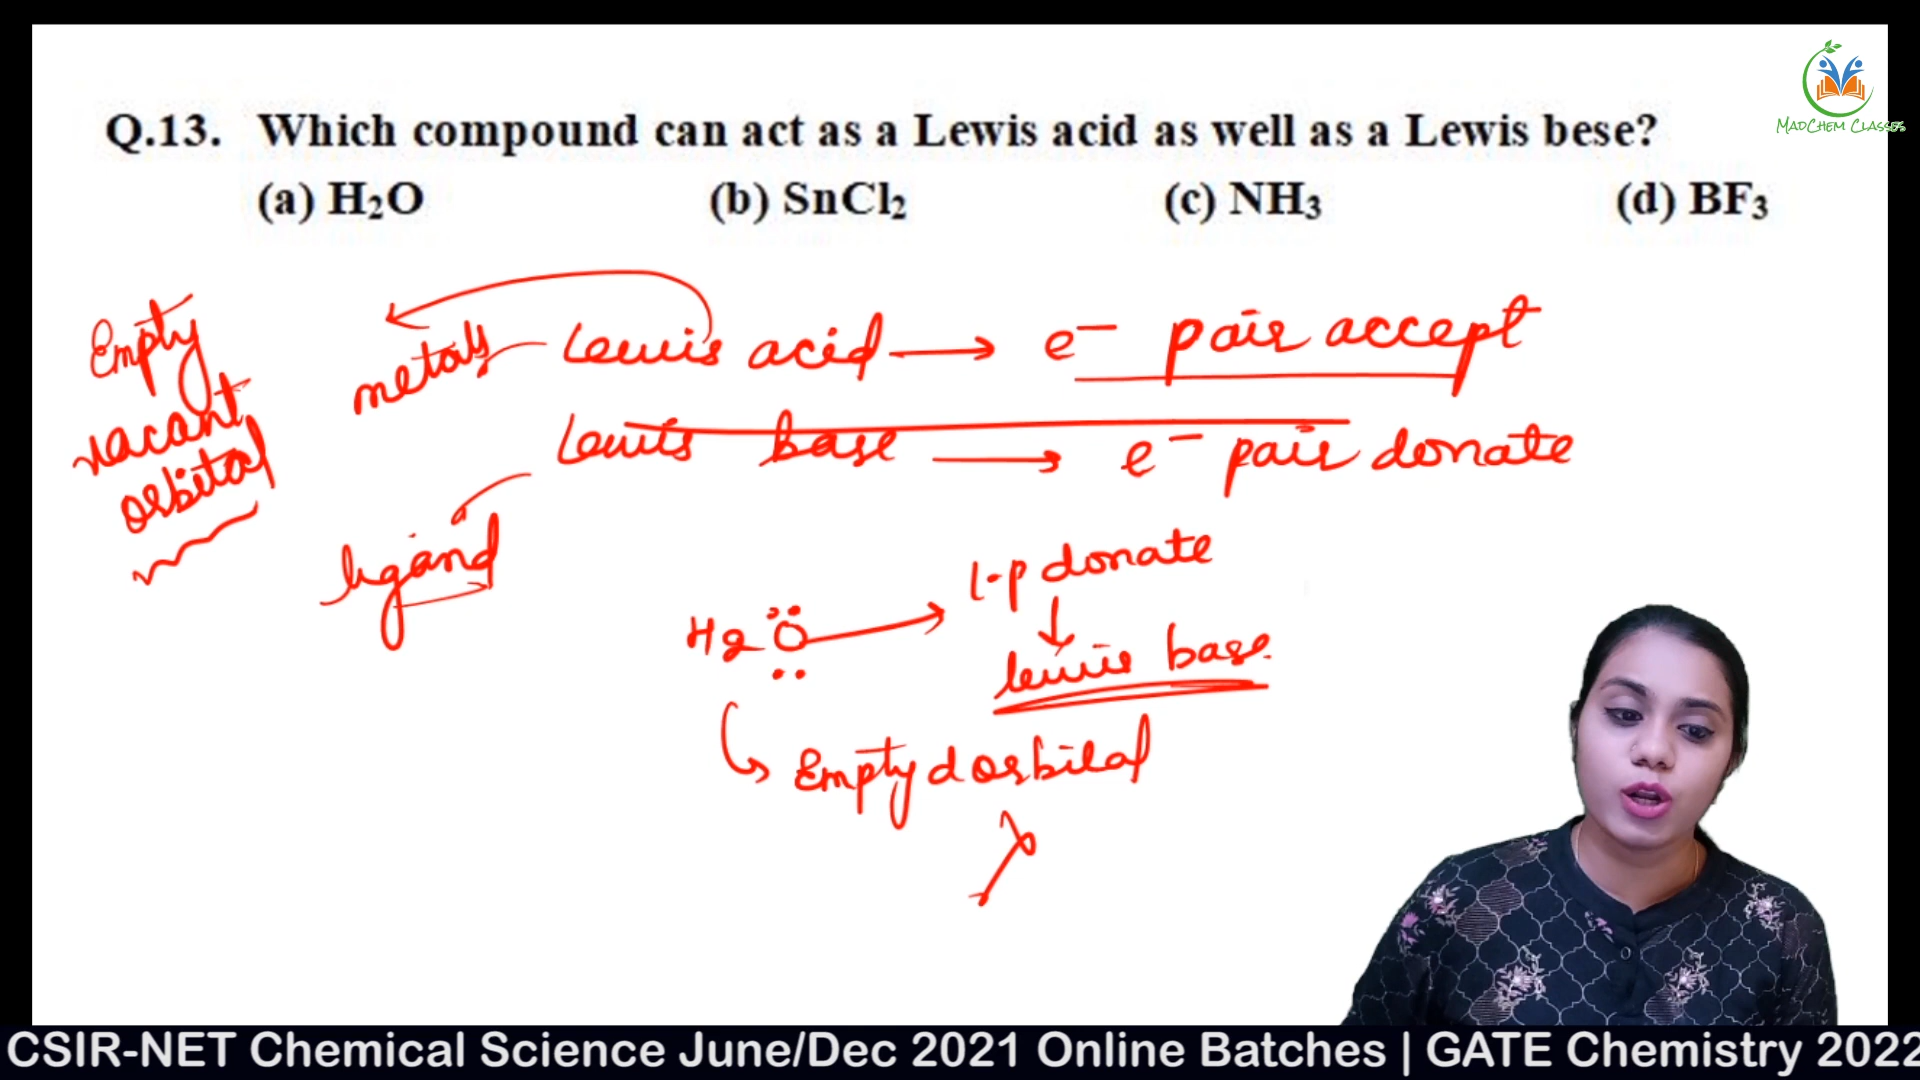 MADCHEM CLASSES
Q.13. Which compound can act as a Lewis acid as well as a Lewis bese?
(a) H₂O (b) SnCl₂ (c) NH₃ (d) BF₃
Empty
vacant
orbital
metals Lewis acid → e⁻ pair accept
Lewis base → e⁻ pair donate
ligand
l·p donate
H₂O
lewis base
Empty d orbital
CSIR-NET Chemical Science June/Dec 2021 Online Batches | GATE Chemistry 2022